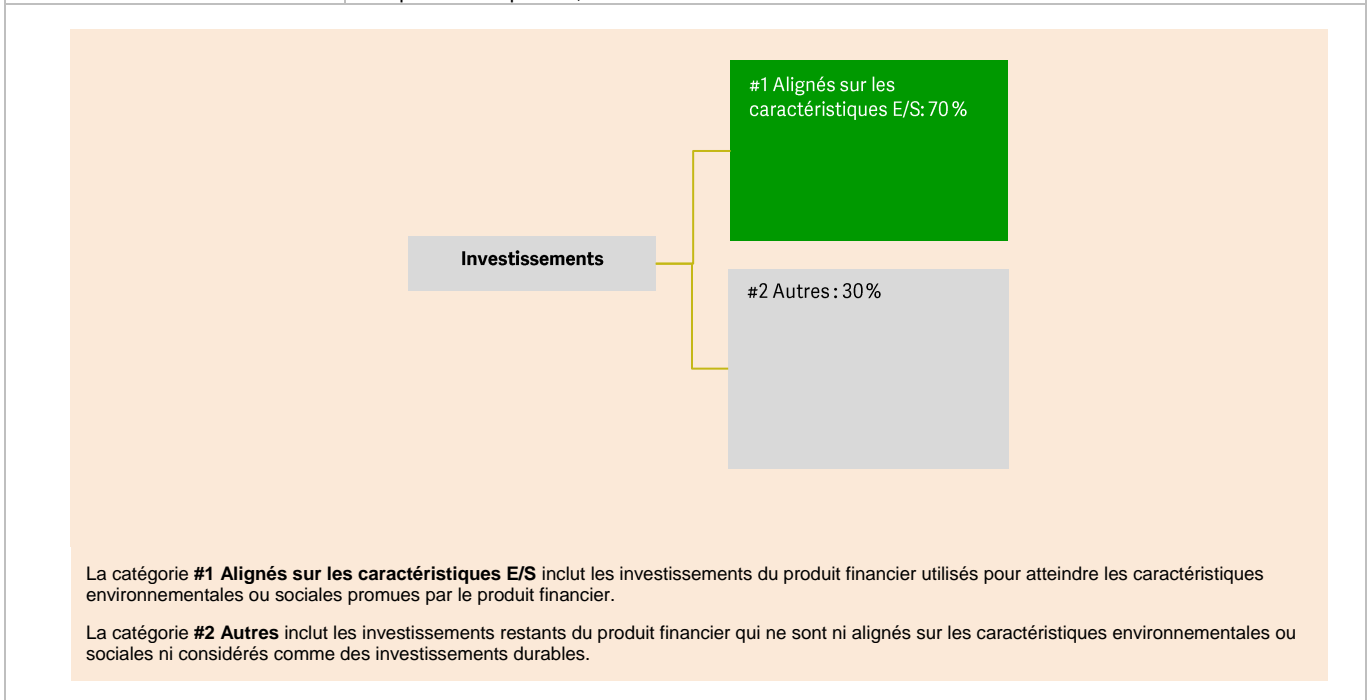 #1 Alignés sur les
caractéristiques E/S: 70 %
Investissements
#2 Autres : 30 %
La catégorie #1 Alignés sur les caractéristiques E/S inclut les investissements du produit financier utilisés pour atteindre les caractéristiques
environnementales ou sociales promues par le produit financier.
La catégorie #2 Autres inclut les investissements restants du produit financier qui ne sont ni alignés sur les caractéristiques environnementales ou
sociales ni considérés comme des investissements durables.